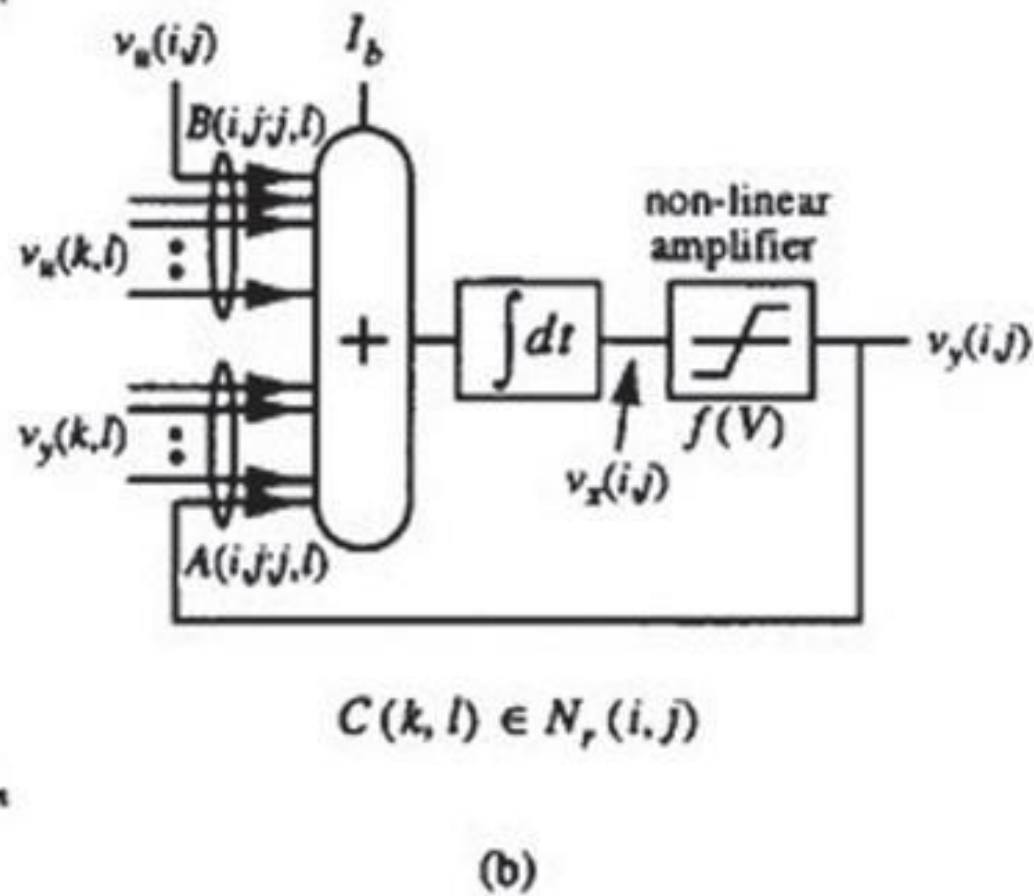 v_u(i,j)
I_b
B(i,j;j,l)
non-linear
amplifier
v_u(k,l)
+
∫dt
v_y(i,j)
v_y(k,l)
f(V)
v_x(i,j)
A(i,j;j,l)
C(k, l) ∈ N_r (i, j)
(b)